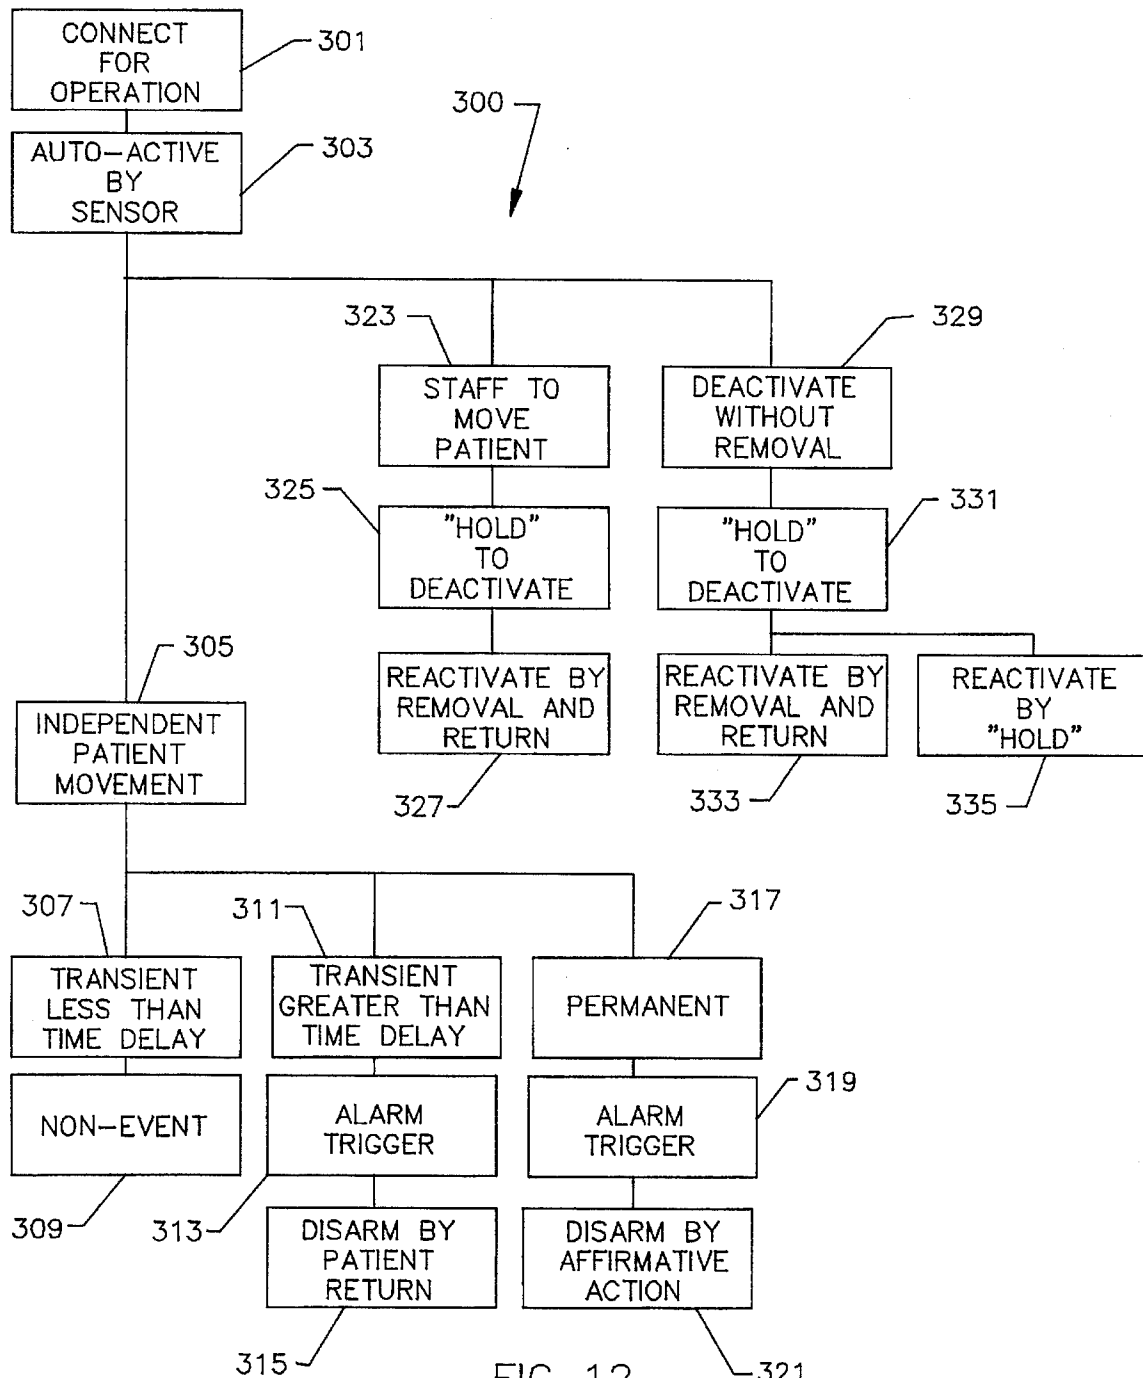 CONNECT
FOR
OPERATION
301
300
AUTO-ACTIVE
BY
SENSOR
303
323
329
STAFF TO
MOVE
PATIENT
DEACTIVATE
WITHOUT
REMOVAL
325
"HOLD"
TO
DEACTIVATE
"HOLD"
TO
DEACTIVATE
331
305
REACTIVATE BY
REMOVAL AND
RETURN
REACTIVATE BY
REMOVAL AND
RETURN
REACTIVATE
BY
"HOLD"
INDEPENDENT
PATIENT
MOVEMENT
327
333
335
307
311
317
TRANSIENT
LESS THAN
TIME DELAY
TRANSIENT
GREATER THAN
TIME DELAY
PERMANENT
NON-EVENT
ALARM
TRIGGER
ALARM
TRIGGER
319
309
313
DISARM BY
PATIENT
RETURN
DISARM BY
AFFIRMATIVE
ACTION
315
FIG. 12
321